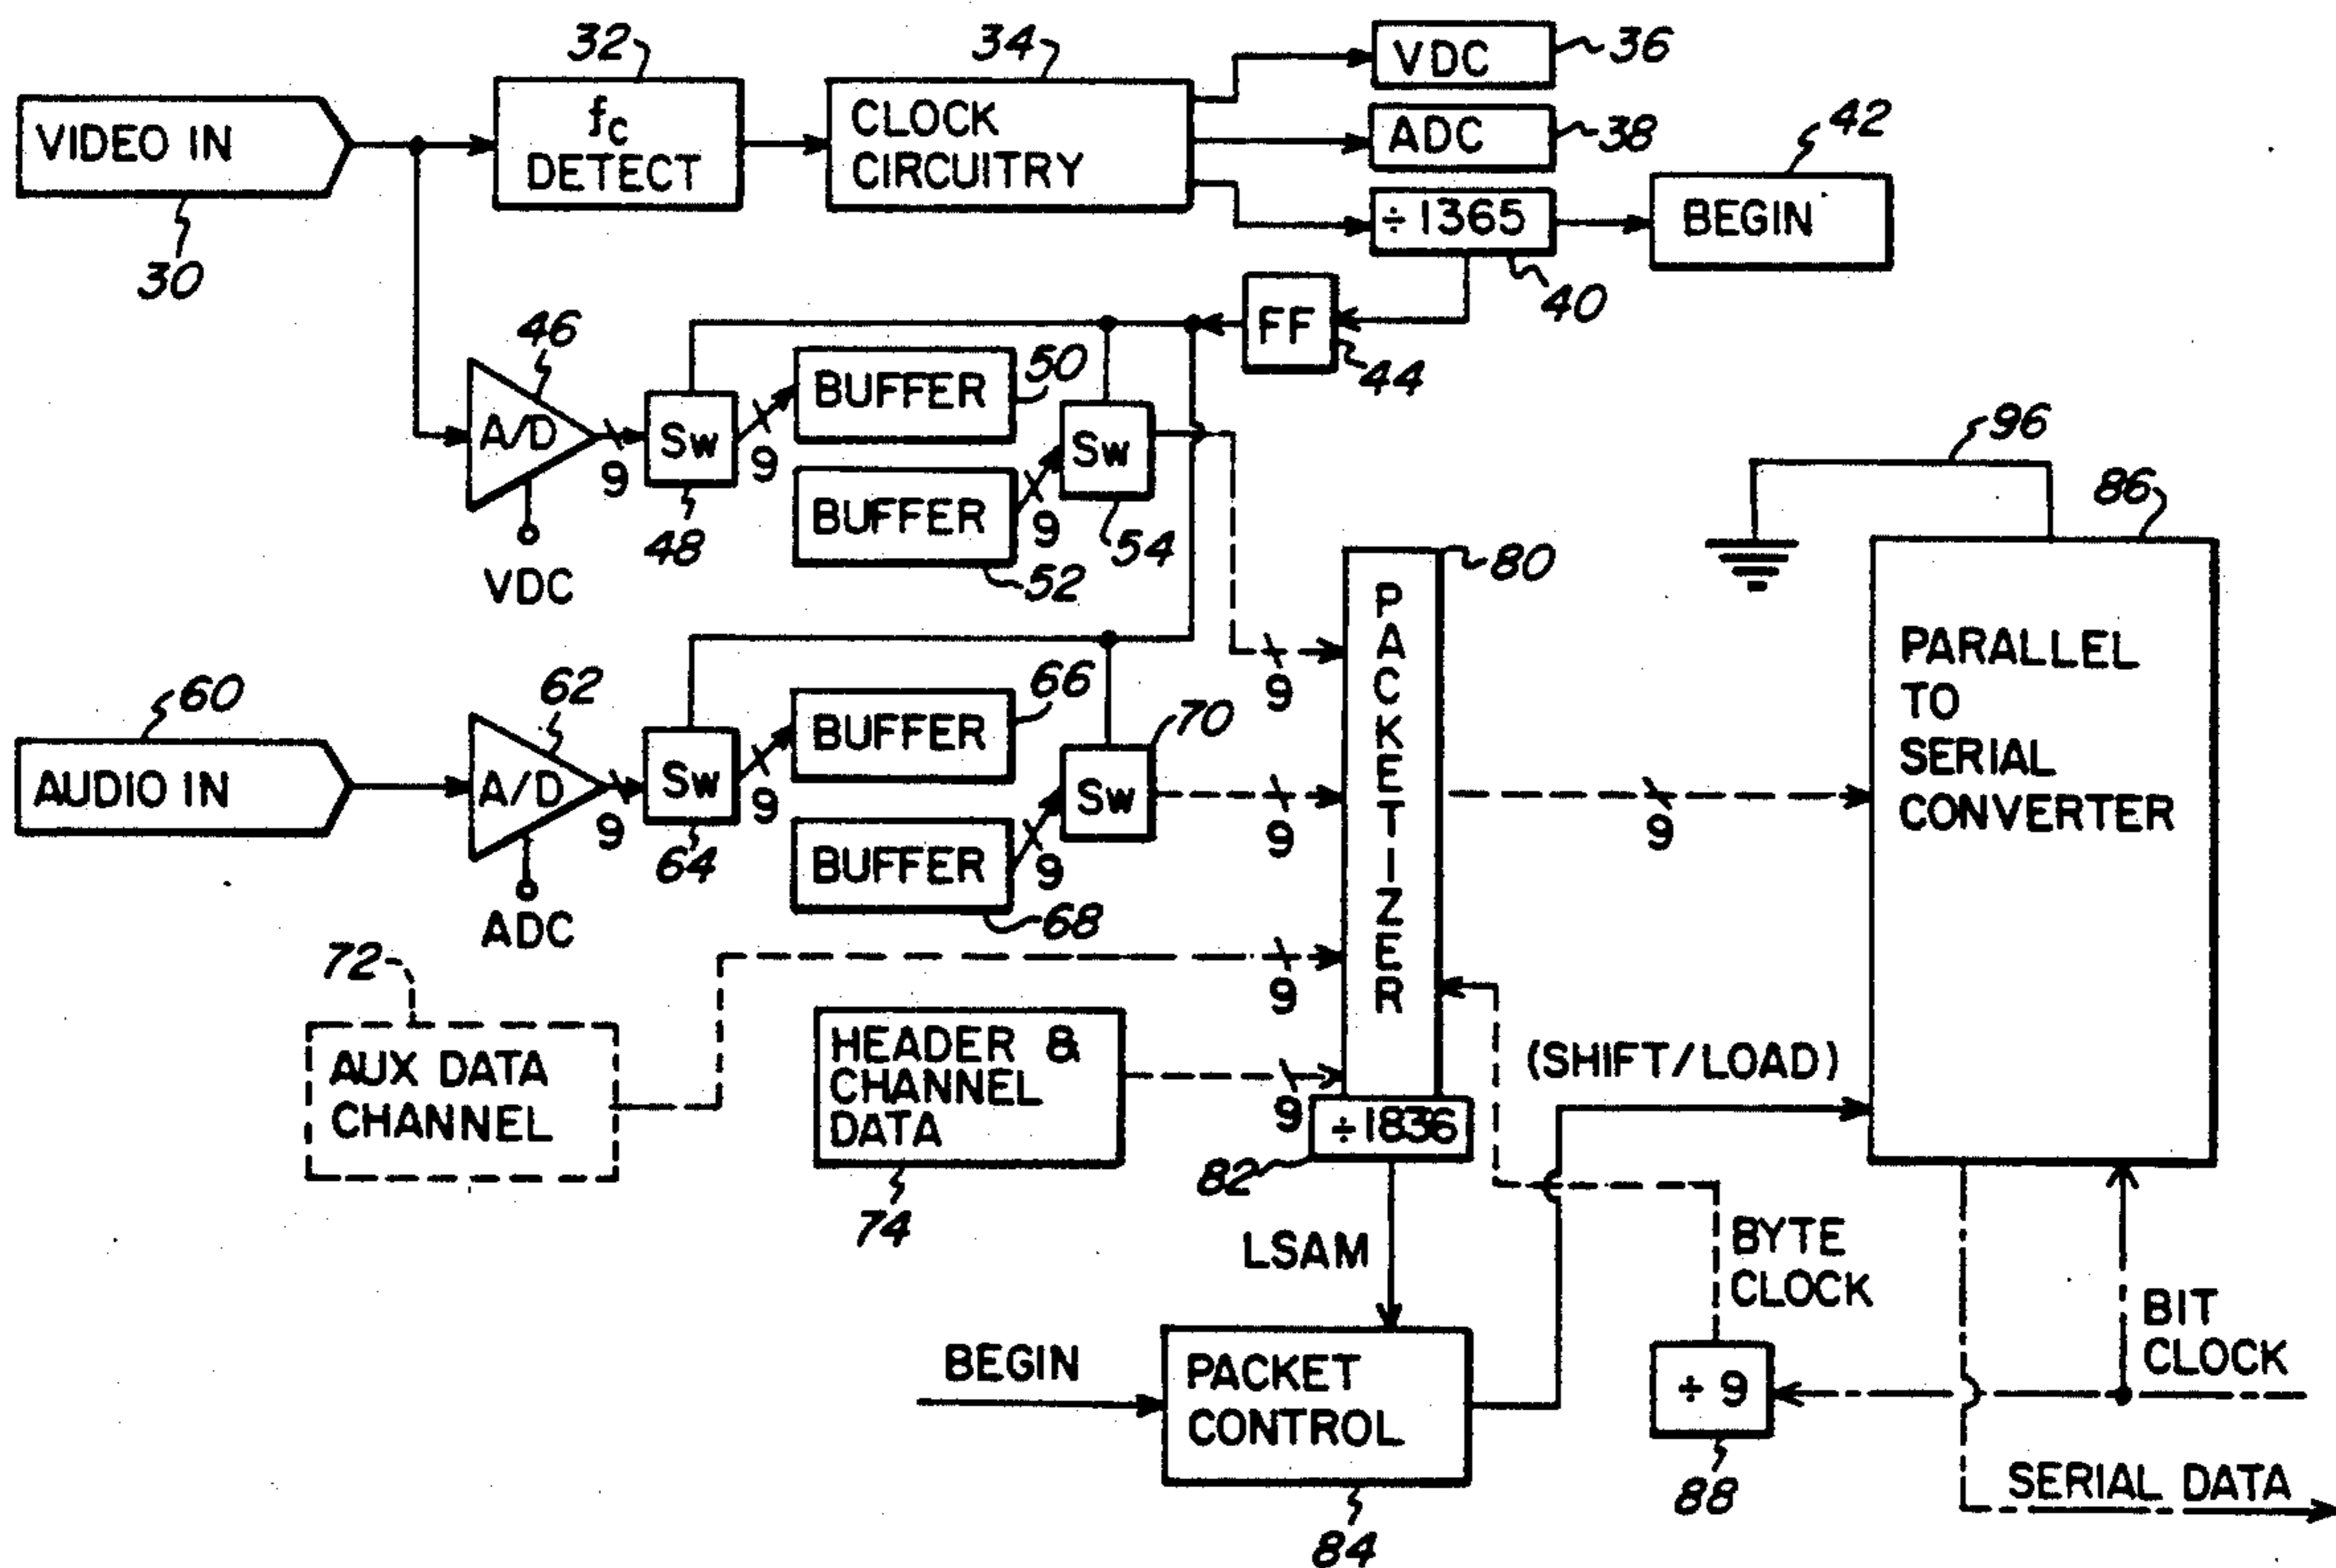 32
34
VDC
36
VIDEO IN
fc
DETECT
CLOCK
CIRCUITRY
ADC
38
42
30
÷ 1365
BEGIN
40
46
FF
44
BUFFER
50
A/D
9
Sw
9
Sw
96
BUFFER
9
86
VDC
48
52
54
80
PACKETIZER
PARALLEL
TO
SERIAL
CONVERTER
9
60
62
BUFFER
66
70
AUDIO IN
A/D
9
Sw
9
Sw
9
9
64
BUFFER
9
68
ADC
72
9
AUX DATA
CHANNEL
HEADER &
CHANNEL
DATA
9
(SHIFT/LOAD)
÷ 1836
82
74
LSAM
BYTE
CLOCK
BIT
CLOCK
BEGIN
PACKET
CONTROL
÷ 9
88
SERIAL DATA
84